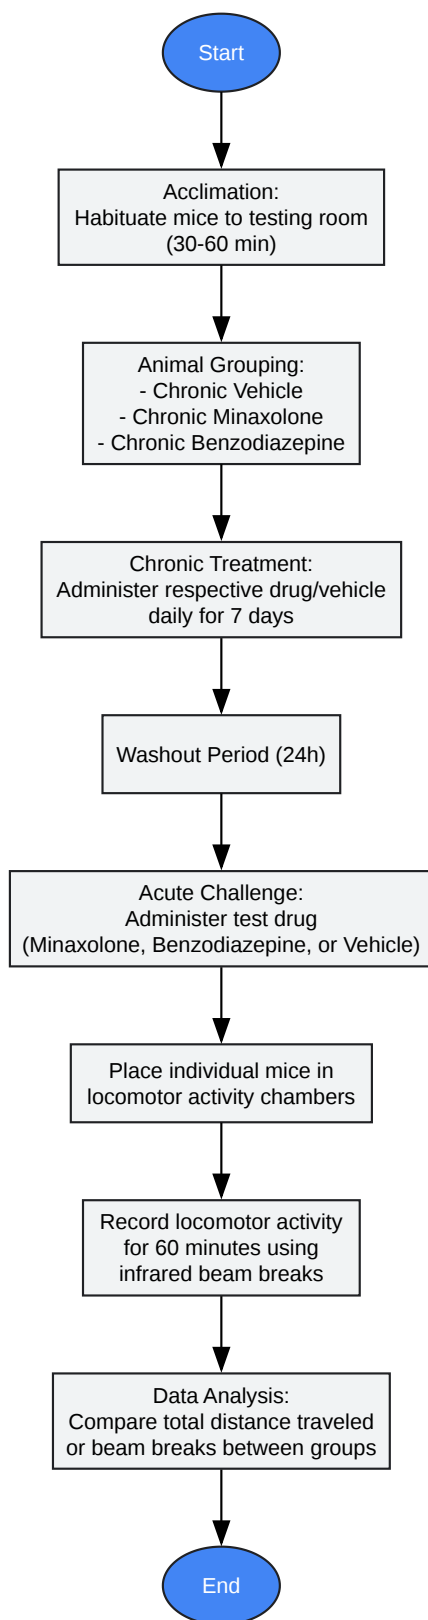 Start
Acclimation:
Habituate mice to testing room
(30-60 min)
Animal Grouping:
- Chronic Vehicle
- Chronic Minaxolone
- Chronic Benzodiazepine
Chronic Treatment:
Administer respective drug/vehicle
daily for 7 days
Washout Period (24h)
Acute Challenge:
Administer test drug
(Minaxolone, Benzodiazepine, or Vehicle)
Place individual mice in
locomotor activity chambers
Record locomotor activity
for 60 minutes using
infrared beam breaks
Data Analysis:
Compare total distance traveled
or beam breaks between groups
End